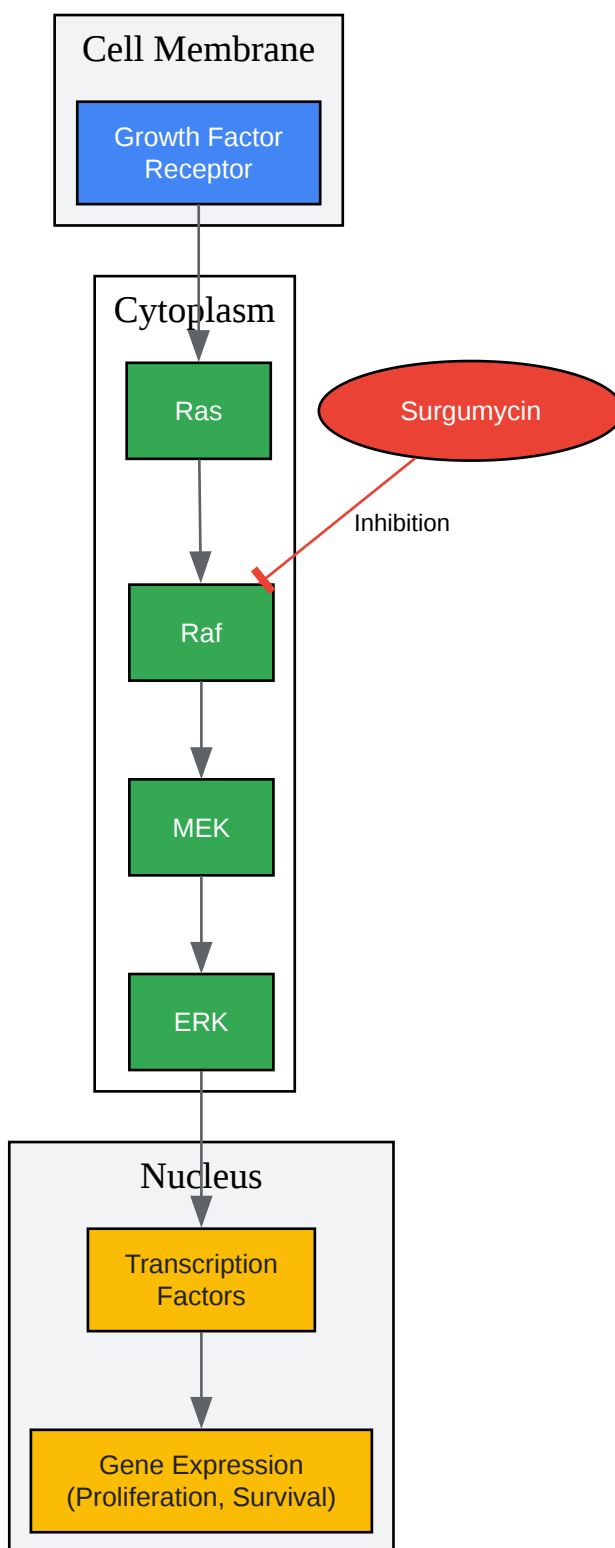 Cell Membrane
Growth Factor
Receptor
Cytoplasm
Ras
Surgumycin
Inhibition
Raf
MEK
ERK
Nucleus
Transcription
Factors
Gene Expression
(Proliferation, Survival)